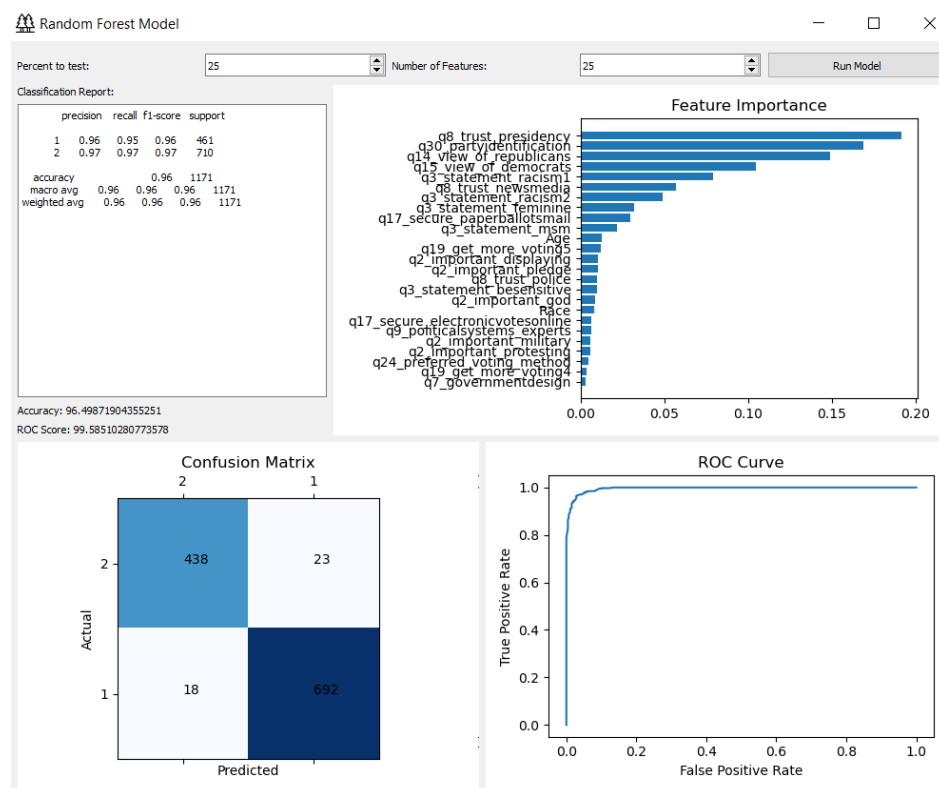 Random Forest Model
Percent to test:
25
Number of Features:
25
Run Model
Classification Report:
precision recall f1-score support
1 0.96 0.95 0.96 461
2 0.97 0.97 0.97 710
accuracy 0.96 1171
macro avg 0.96 0.96 0.96 1171
weighted avg 0.96 0.96 0.96 1171
Accuracy: 96.49871904355251
ROC Score: 99.58510280773578
Feature Importance
q8_trust_presidency
q30_partyidentification
q14_view_of_republicans
q15_view_of_democrats
q3_statement_racism1
q8_trust_newsmedia
q3_statement_racism2
q3_statement_feminine
q17_secure_paperballotsmail
q3_statement_msm
Age
q19_get_more_voting5
q2_important_displaying
q2_important_pledge
q8_trust_police
q3_statement_besensitive
q2_important_god
Race
q17_secure_electronicvotesonline
q9_politicalsystems_experts
q2_important_military
q2_important_protesting
q24_preferred_voting_method
q19_get_more_voting4
q7_governmentdesign
0.00 0.05 0.10 0.15 0.20
Confusion Matrix
2 1
2
438 23
Actual
1
18 692
Predicted
ROC Curve
1.0
0.8
0.6
0.4
0.2
0.0
True Positive Rate
0.0 0.2 0.4 0.6 0.8 1.0
False Positive Rate